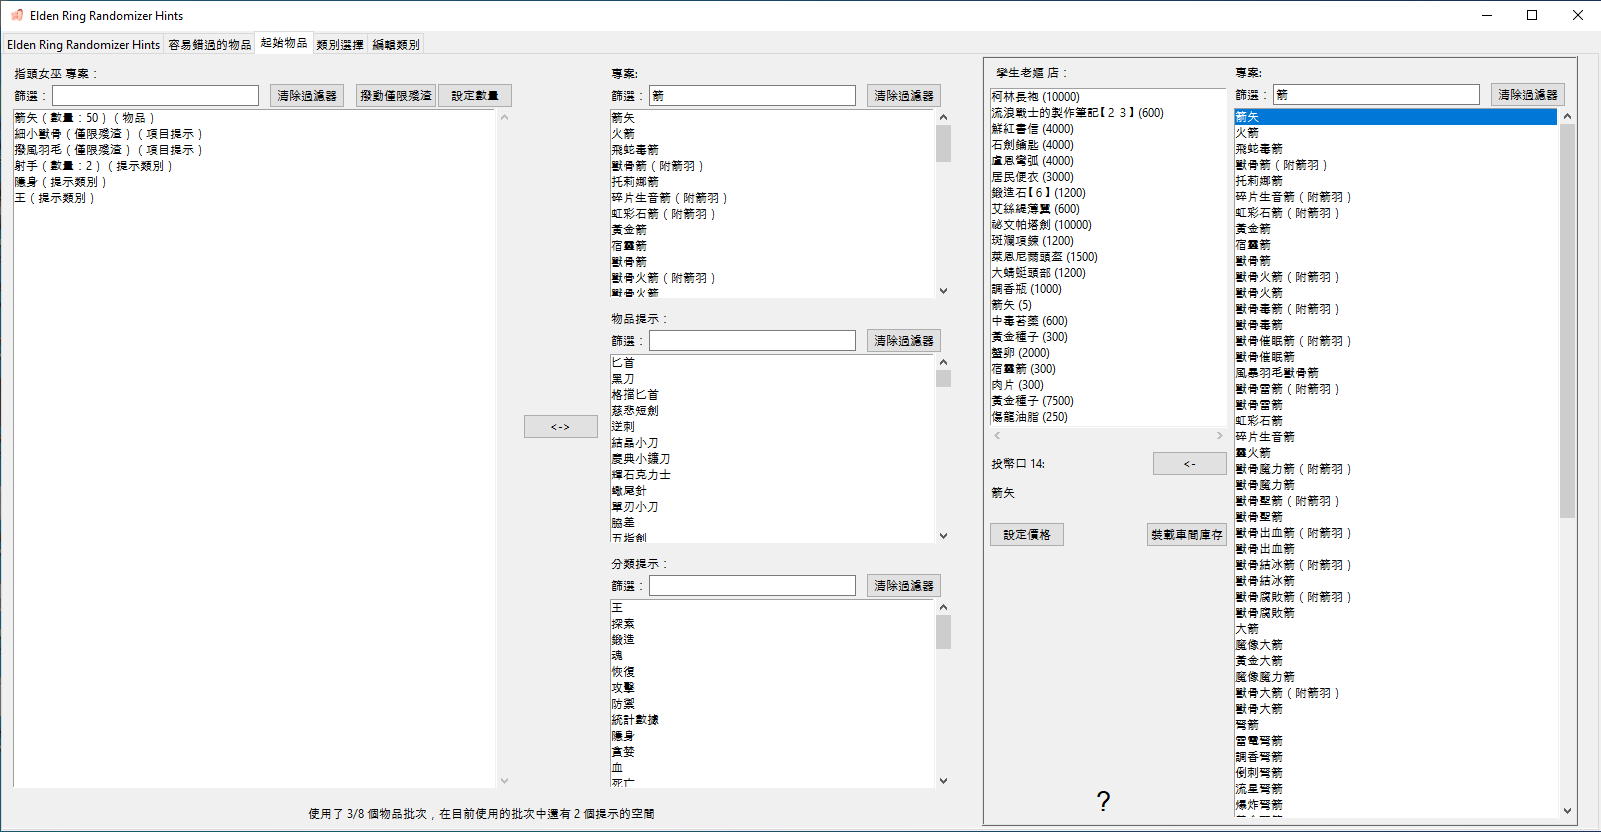 Elden Ring Randomizer Hints
Elden Ring Randomizer Hints 容易錯過的物品 起始物品 類別選擇 編輯類別
指頭女巫 專案：
篩選： 清除過濾器 撥動僅限殘渣 設定數量
箭矢（數量：50）（物品）
細小獸骨（僅限殘渣）（項目提示）
撥風羽毛（僅限殘渣）（項目提示）
射手（數量：2）（提示類別）
隱身（提示類別）
王（提示類別）
<->
專案:
篩選： 箭 清除過濾器
箭矢
火箭
飛蛇毒箭
獸骨箭（附箭羽）
托莉娜箭
碎片生音箭（附箭羽）
虹彩石箭（附箭羽）
黃金箭
宿靈箭
獸骨箭
獸骨火箭（附箭羽）
獸骨火箭
物品提示：
篩選： 清除過濾器
匕首
黑刀
格擋匕首
慈悲短劍
逆刺
結晶小刀
慶典小鐮刀
輝石克力士
蠍尾針
單刃小刀
脇差
五指劍
分類提示：
篩選： 清除過濾器
王
探索
鍛造
魂
恢復
攻擊
防禦
統計數據
隱身
貪婪
血
死亡
使用了 3/8 個物品批次，在目前使用的批次中還有 2 個提示的空間
孿生老嫗 店：
柯林長袍 (10000)
流浪戰士的製作筆記【２３】(600)
鮮紅書信 (4000)
石劍鑰匙 (4000)
盧恩彎弧 (4000)
居民便衣 (3000)
鍛造石【６】(1200)
艾絲緹薄翼 (600)
祕文帕塔劍 (10000)
斑斕項鍊 (1200)
萊恩尼爾頭盔 (1500)
大蜻蜓頭部 (1200)
調香瓶 (1000)
箭矢 (5)
中毒苔藥 (600)
黃金種子 (300)
蟹卵 (2000)
宿靈箭 (300)
肉片 (300)
黃金種子 (7500)
傷龍油脂 (250)
投幣口 14:
<-
箭矢
設定價格 裝載車間庫存
?
專案:
篩選： 箭 清除過濾器
箭矢
火箭
飛蛇毒箭
獸骨箭（附箭羽）
托莉娜箭
碎片生音箭（附箭羽）
虹彩石箭（附箭羽）
黃金箭
宿靈箭
獸骨箭
獸骨火箭（附箭羽）
獸骨火箭
獸骨毒箭（附箭羽）
獸骨毒箭
獸骨催眠箭（附箭羽）
獸骨催眠箭
風暴羽毛獸骨箭
獸骨雷箭（附箭羽）
獸骨雷箭
虹彩石箭
碎片生音箭
靈火箭
獸骨魔力箭（附箭羽）
獸骨魔力箭
獸骨聖箭（附箭羽）
獸骨聖箭
獸骨出血箭（附箭羽）
獸骨出血箭
獸骨結冰箭（附箭羽）
獸骨結冰箭
獸骨腐敗箭（附箭羽）
獸骨腐敗箭
大箭
魔像大箭
黃金大箭
魔像魔力箭
獸骨大箭（附箭羽）
獸骨大箭
弩箭
雷電弩箭
調香弩箭
倒刺弩箭
流星弩箭
爆炸弩箭